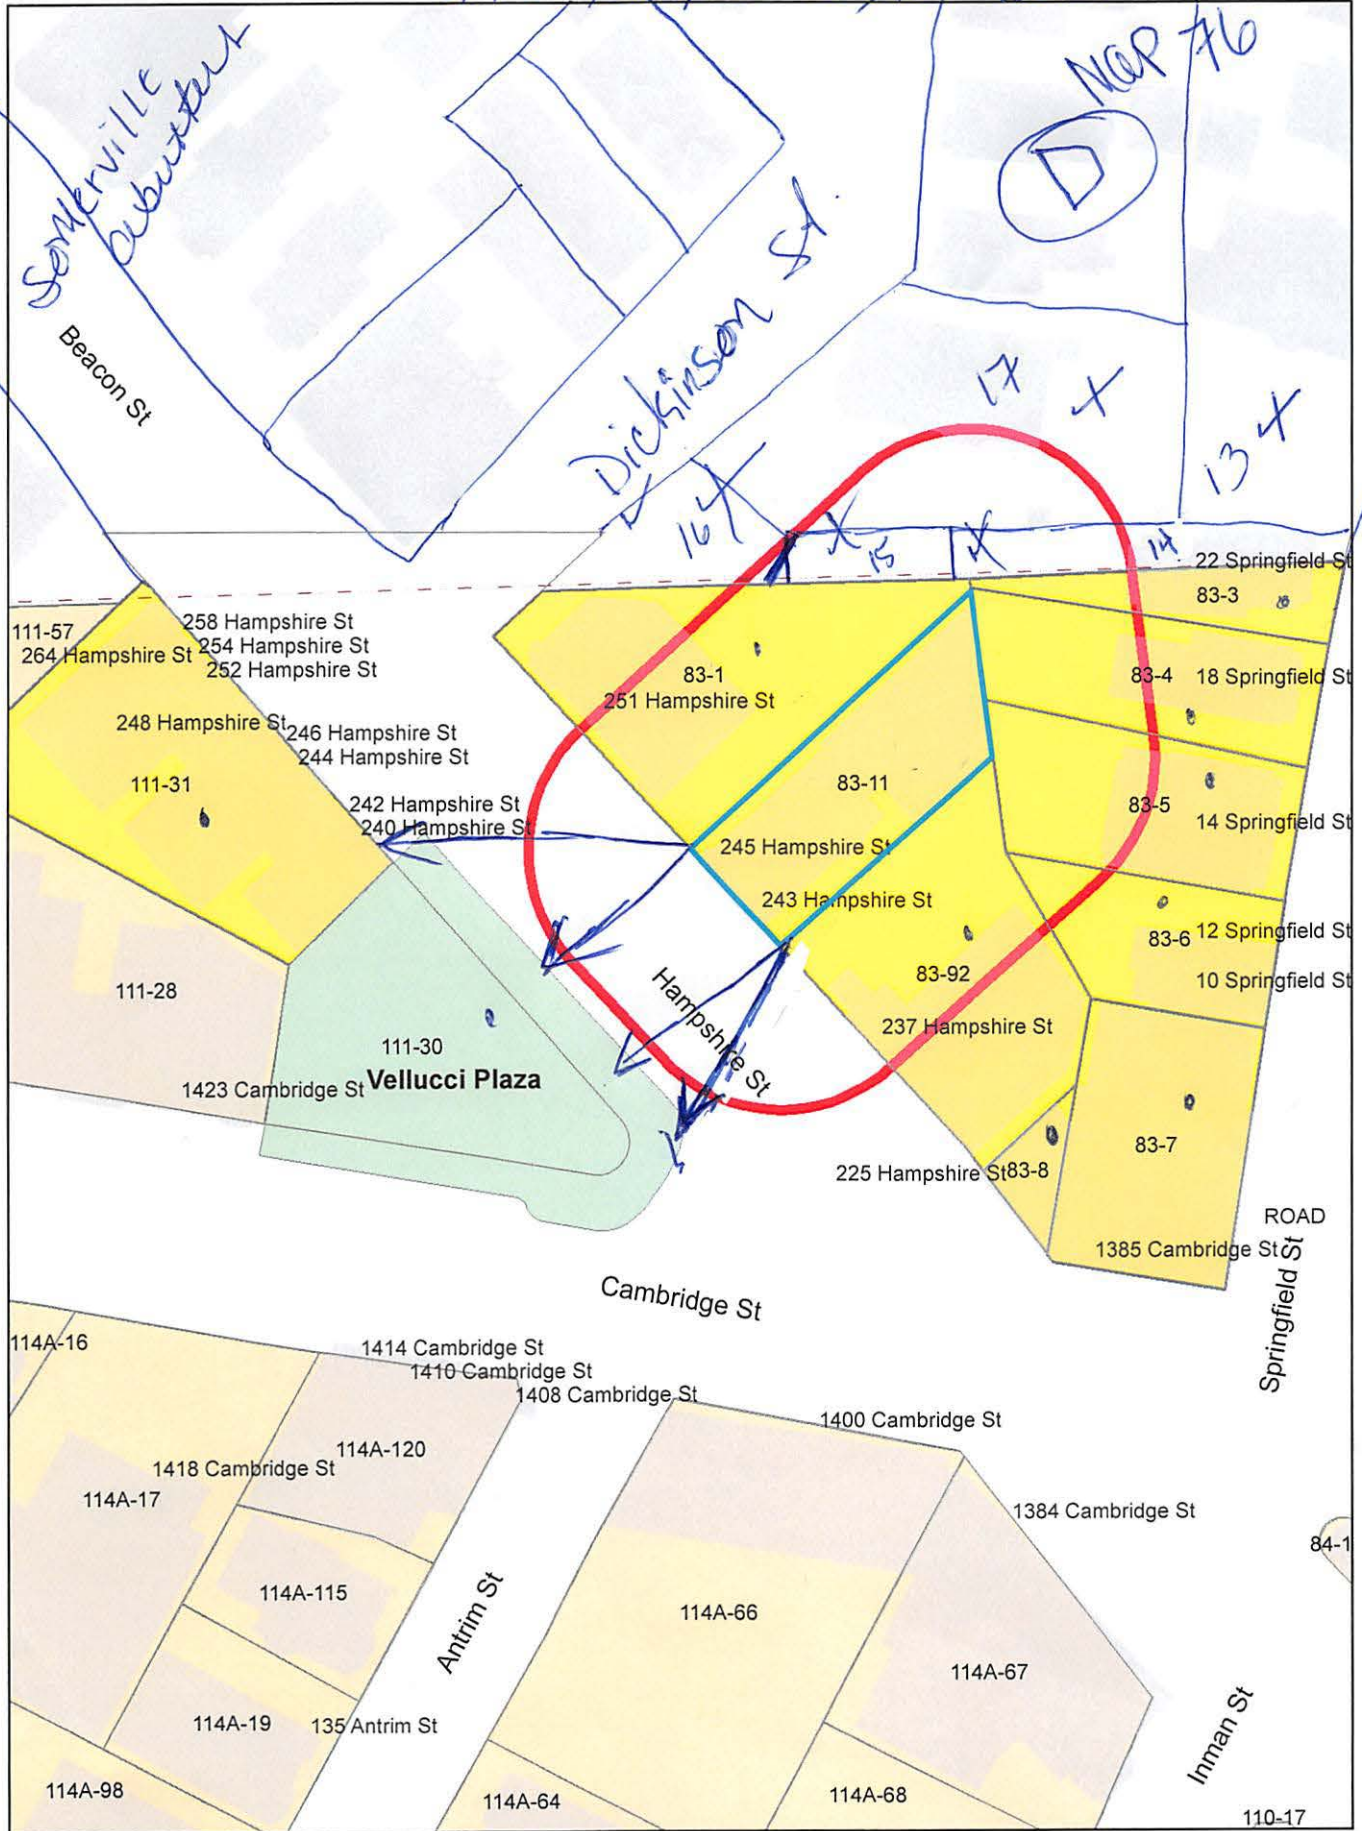 Somerville
abutters
MAP 76
D
Beacon St
Dickinson St.
17
13
16
15
14
22 Springfield St
83-3
111-57
264 Hampshire St
258 Hampshire St
254 Hampshire St
252 Hampshire St
83-1
251 Hampshire St
83-4
18 Springfield St
248 Hampshire St
246 Hampshire St
244 Hampshire St
111-31
83-11
242 Hampshire St
240 Hampshire St
83-5
14 Springfield St
245 Hampshire St
243 Hampshire St
83-6
12 Springfield St
83-92
10 Springfield St
111-28
Hampshire St
237 Hampshire St
111-30
Vellucci Plaza
1423 Cambridge St
83-7
225 Hampshire St
83-8
ROAD
1385 Cambridge St
Springfield St
Cambridge St
114A-16
1414 Cambridge St
1410 Cambridge St
1408 Cambridge St
1400 Cambridge St
114A-120
1418 Cambridge St
114A-17
1384 Cambridge St
84-1
114A-115
Antrim St
114A-66
114A-67
114A-19
135 Antrim St
Inman St
114A-98
114A-64
114A-68
110-17